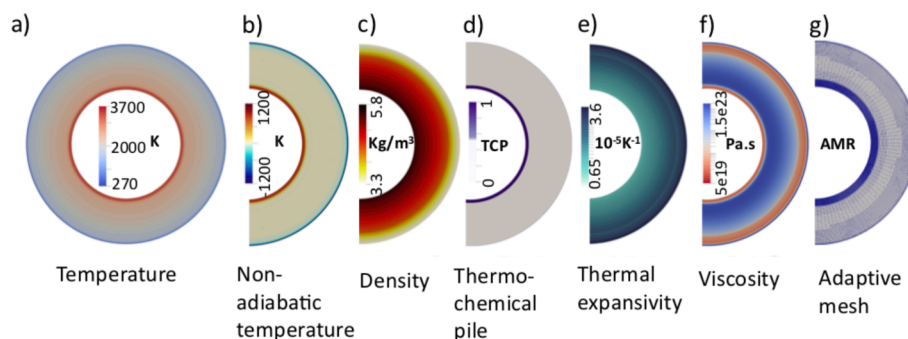 a)
3700
2000
270
K
Temperature
b)
1200
-1200
K
Non-
adiabatic
temperature
c)
5.8
3.3
Kg/m³
Density
d)
1
0
TCP
Thermo-
chemical
pile
e)
3.6
0.65
10⁻⁵K⁻¹
Thermal
expansivity
f)
1.5e23
5e19
Pa.s
Viscosity
g)
AMR
Adaptive
mesh